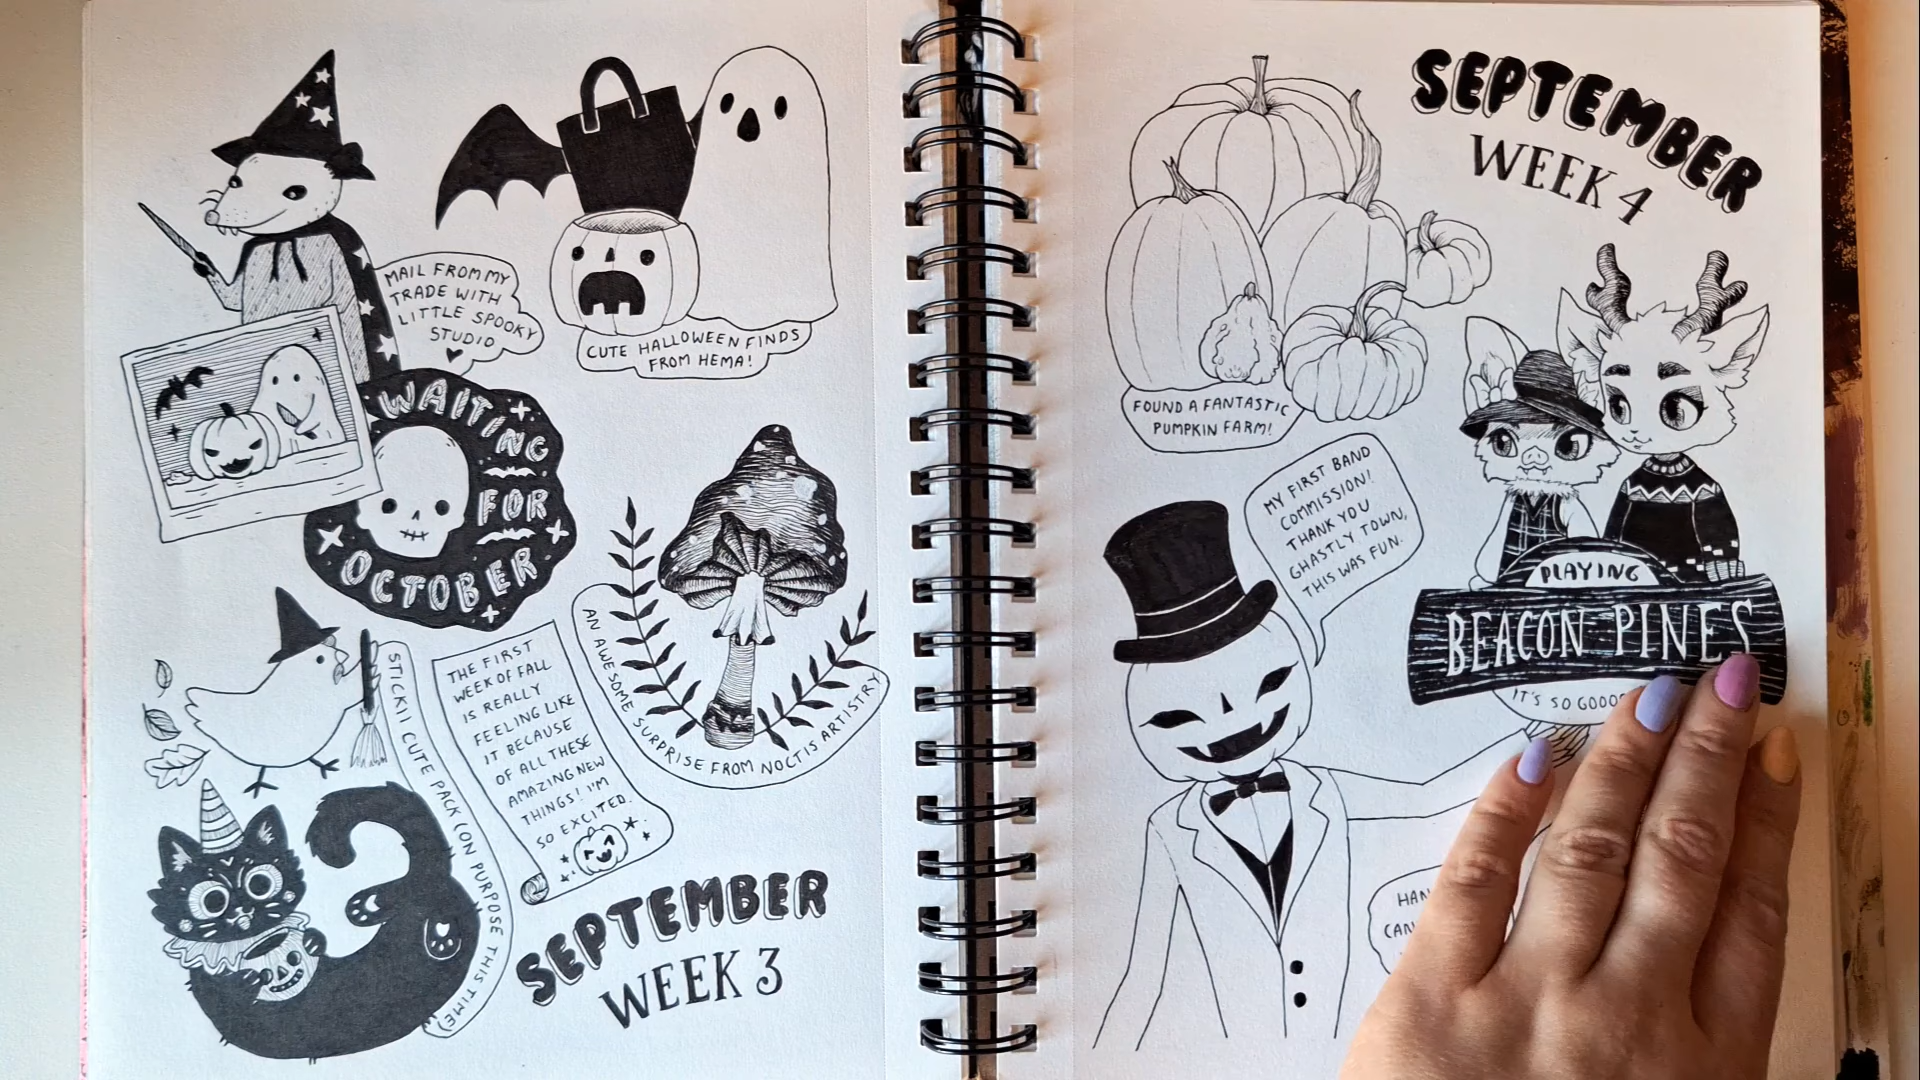 MAIL FROM MY
TRADE WITH
LITTLE SPOOKY
STUDIO
CUTE HALLOWEEN FINDS
FROM HEMA!
WAITING
FOR
OCTOBER
STICKII CUTE PACK (ON PURPOSE THIS TIME)
THE FIRST
WEEK OF FALL
IS REALLY
FEELING LIKE
IT BECAUSE
OF ALL THESE
AMAZING NEW
THINGS! I'M
SO EXCITED.
AN AWESOME SURPRISE FROM NOCTIS ARTISTRY
SEPTEMBER
WEEK 3
SEPTEMBER
WEEK 4
FOUND A FANTASTIC
PUMPKIN FARM!
MY FIRST BAND
COMMISSION!
THANK YOU
GHASTLY TOWN,
THIS WAS FUN.
PLAYING
BEACON PINES
IT'S SO